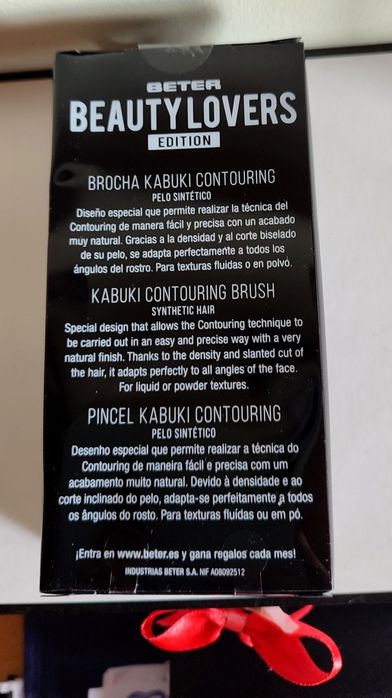 BETER
BEAUTYLOVERS
EDITION
BROCHA KABUKI CONTOURING
PELO SINTÉTICO
Diseño especial que permite realizar la técnica del
Contouring de manera fácil y precisa con un acabado
muy natural. Gracias a la densidad y al corte biselado
de su pelo, se adapta perfectamente a todos los
ángulos del rostro. Para texturas fluidas o en polvó.
KABUKI CONTOURING BRUSH
SYNTHETIC HAIR
Special design that allows the Contouring technique to
be carried out in an easy and precise way with a very
natural finish. Thanks to the density and slanted cut of
the hair, it adapts perfectly to all angles of the face.
For liquid or powder textures.
PINCEL KABUKI CONTOURING
PELO SINTÉTICO
Desenho especial que permite realizar a técnica do
Contouring de maneira fácil e precisa com um
acabamento muito natural. Devido à densidade e ao
corte inclinado do pelo, adapta-se perfeitamente a todos
os ângulos do rosto. Para texturas fluídas ou em pó.
¡Entra en www.beter.es y gana regalos cada mes!
INDUSTRIAS BETER S.A. NIF A08092512